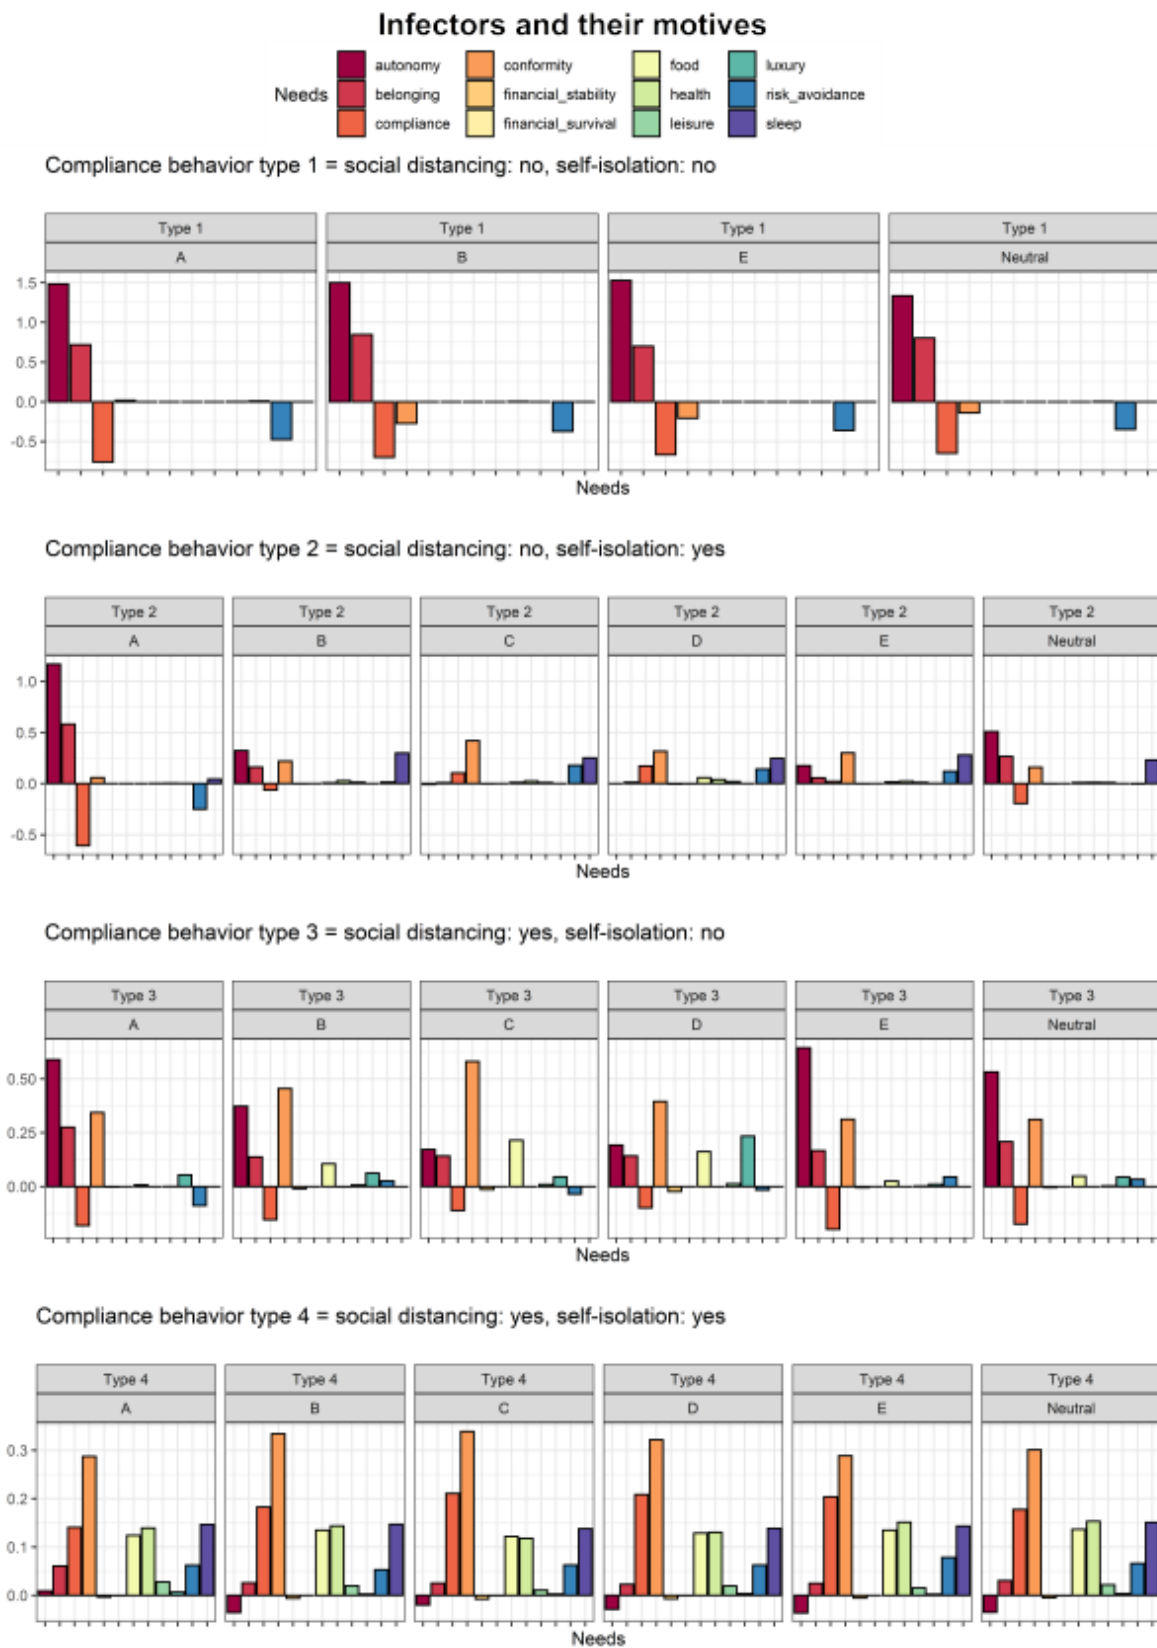 Infectors and their motives
Needs
autonomy conformity food luxury
belonging financial_stability health risk_avoidance
compliance financial_survival leisure sleep
Compliance behavior type 1 = social distancing: no, self-isolation: no
Type 1 Type 1 Type 1 Type 1
A B E Neutral
1.5
1.0
0.5
0.0
-0.5
Needs
Compliance behavior type 2 = social distancing: no, self-isolation: yes
Type 2 Type 2 Type 2 Type 2 Type 2 Type 2
A B C D E Neutral
1.0
0.5
0.0
-0.5
Needs
Compliance behavior type 3 = social distancing: yes, self-isolation: no
Type 3 Type 3 Type 3 Type 3 Type 3 Type 3
A B C D E Neutral
0.50
0.25
0.00
Needs
Compliance behavior type 4 = social distancing: yes, self-isolation: yes
Type 4 Type 4 Type 4 Type 4 Type 4 Type 4
A B C D E Neutral
0.3
0.2
0.1
0.0
Needs